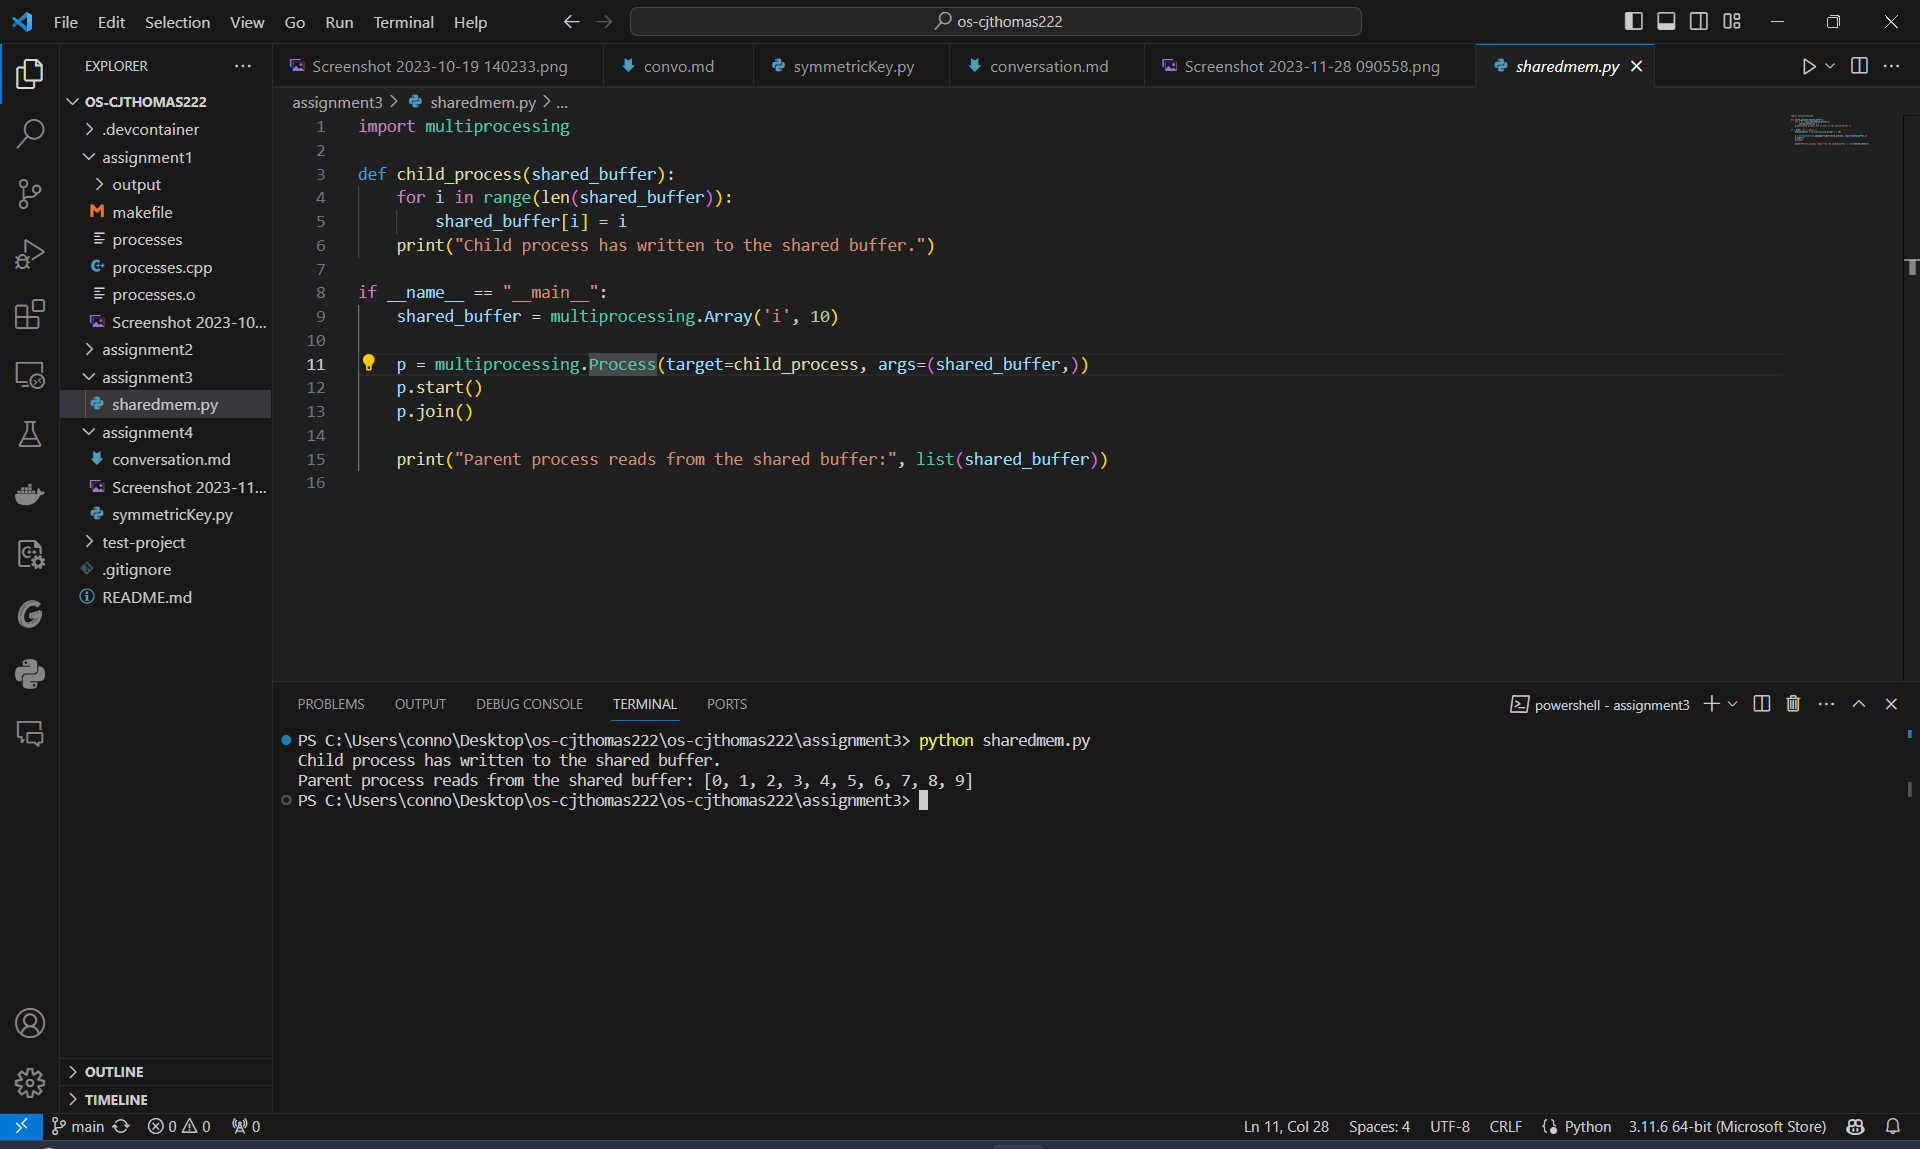 File Edit Selection View Go Run Terminal Help
os-cjthomas222
EXPLORER
OS-CJTHOMAS222
.devcontainer
assignment1
output
makefile
processes
processes.cpp
processes.o
Screenshot 2023-10...
assignment2
assignment3
sharedmem.py
assignment4
conversation.md
Screenshot 2023-11...
symmetricKey.py
test-project
.gitignore
README.md
OUTLINE
TIMELINE
Screenshot 2023-10-19 140233.png convo.md symmetricKey.py conversation.md Screenshot 2023-11-28 090558.png sharedmem.py
assignment3 > sharedmem.py > ...
1 import multiprocessing
2
3 def child_process(shared_buffer):
4     for i in range(len(shared_buffer)):
5         shared_buffer[i] = i
6     print("Child process has written to the shared buffer.")
7
8 if __name__ == "__main__":
9     shared_buffer = multiprocessing.Array('i', 10)
10
11     p = multiprocessing.Process(target=child_process, args=(shared_buffer,))
12     p.start()
13     p.join()
14
15     print("Parent process reads from the shared buffer:", list(shared_buffer))
16
PROBLEMS OUTPUT DEBUG CONSOLE TERMINAL PORTS
powershell - assignment3
PS C:\Users\conno\Desktop\os-cjthomas222\os-cjthomas222\assignment3> python sharedmem.py
Child process has written to the shared buffer.
Parent process reads from the shared buffer: [0, 1, 2, 3, 4, 5, 6, 7, 8, 9]
PS C:\Users\conno\Desktop\os-cjthomas222\os-cjthomas222\assignment3>
main 0 0 0
Ln 11, Col 28 Spaces: 4 UTF-8 CRLF Python 3.11.6 64-bit (Microsoft Store)